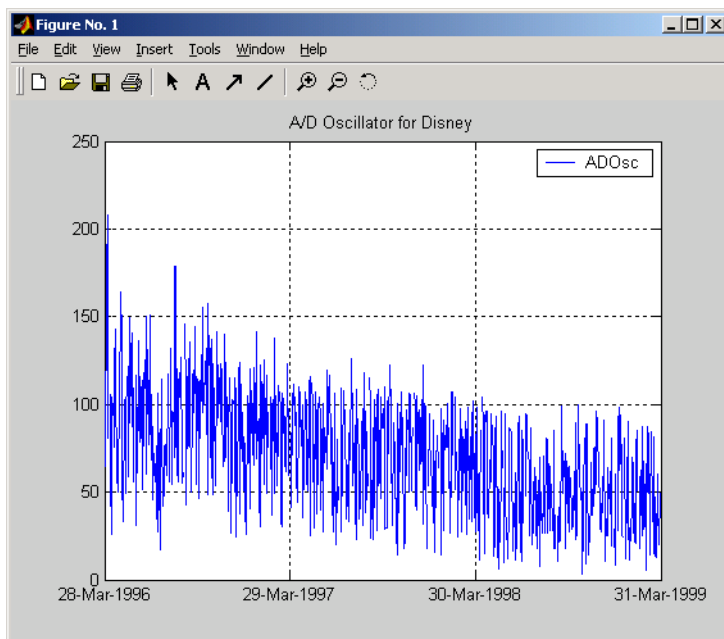 Figure No. 1
File Edit View Insert Tools Window Help
A
A/D Oscillator for Disney
250
ADOsc
200
150
100
50
0
28-Mar-1996 29-Mar-1997 30-Mar-1998 31-Mar-1999